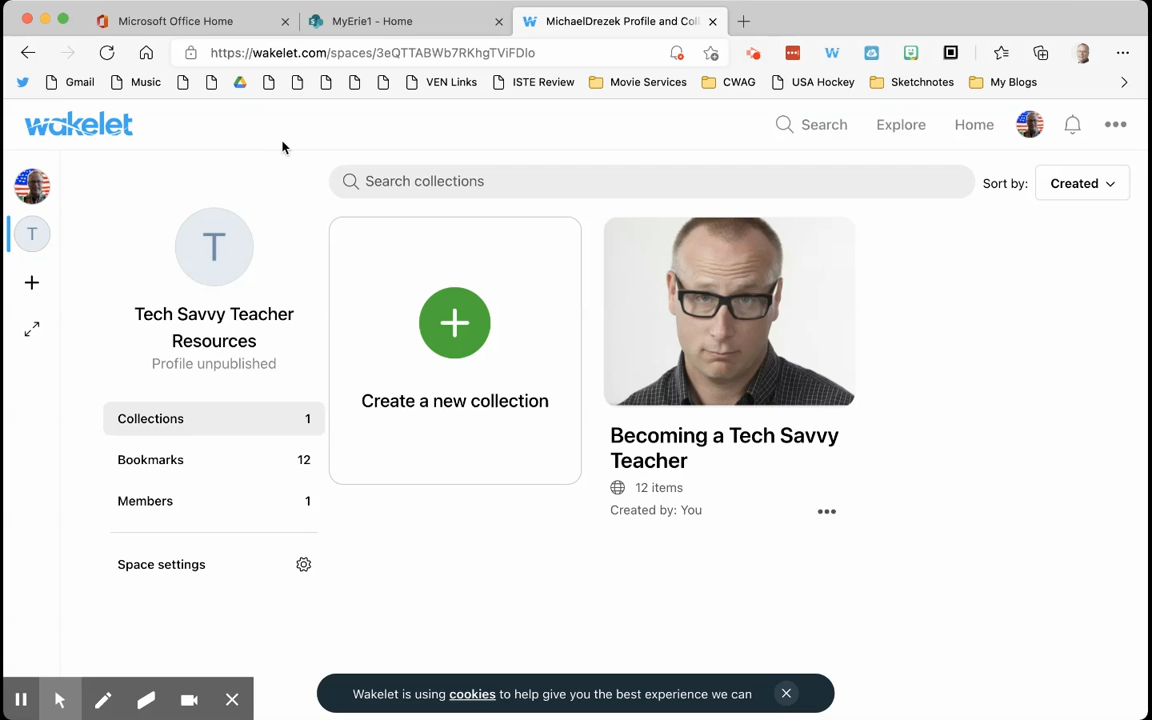 Microsoft Office Home
MyErie1 - Home
MichaelDrezek Profile and Coll
https://wakelet.com/spaces/3eQTTABWb7RKhgTViFDlo
Gmail
Music
VEN Links
ISTE Review
Movie Services
CWAG
USA Hockey
Sketchnotes
My Blogs
wakelet
Search
Explore
Home
Search collections
Sort by:
Created
T
T
Tech Savvy Teacher
Resources
Profile unpublished
Collections 1
Bookmarks 12
Members 1
Space settings
Create a new collection
Becoming a Tech Savvy
Teacher
12 items
Created by: You
Wakelet is using cookies to help give you the best experience we can